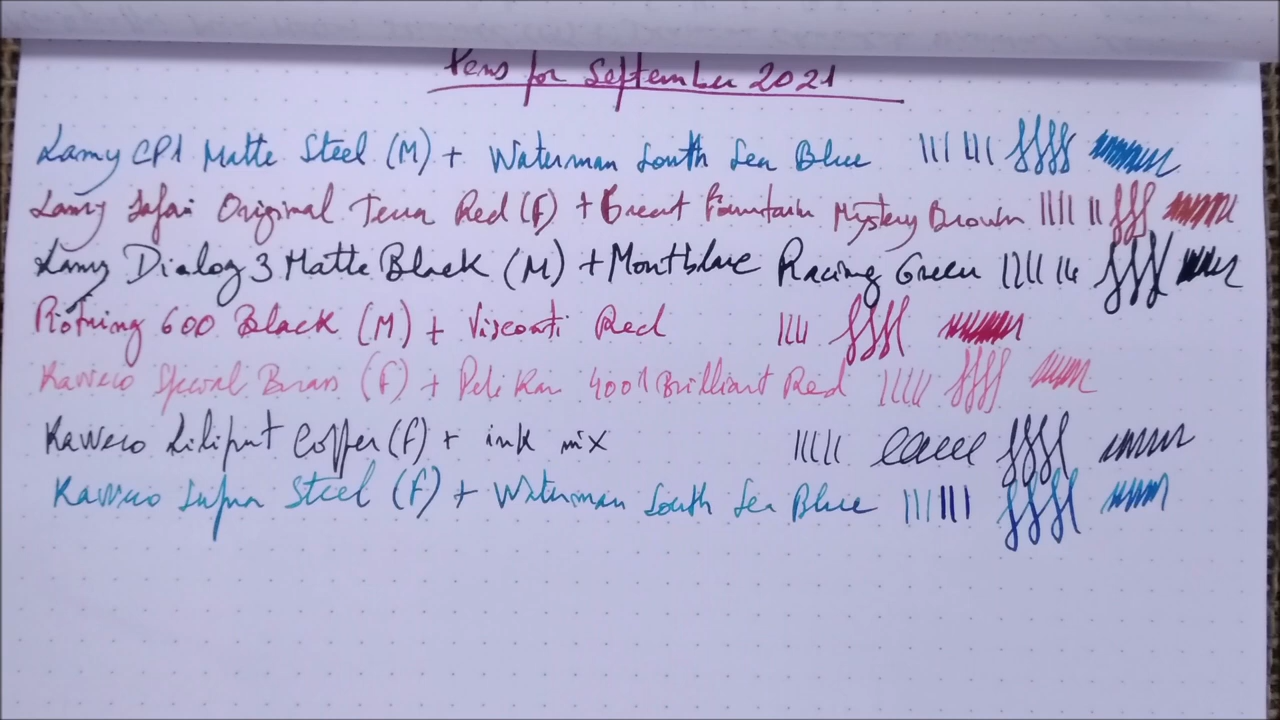 Pens for September 2021
Lamy CP1 Matte Steel (M) + Waterman South Sea Blue
Lamy Safari Original Terra Red (F) + Great Fountain Mystery Brown
Lamy Dialog 3 Matte Black (M) + Montblanc Racing Green
Rotring 600 Black (M) + Visconti Red
Kaweco Special Brass (F) + Pelikan 4001 Brilliant Red
Kaweco Liliput Copper (F) + ink mix
Kaweco Supra Steel (F) + Waterman South Sea Blue